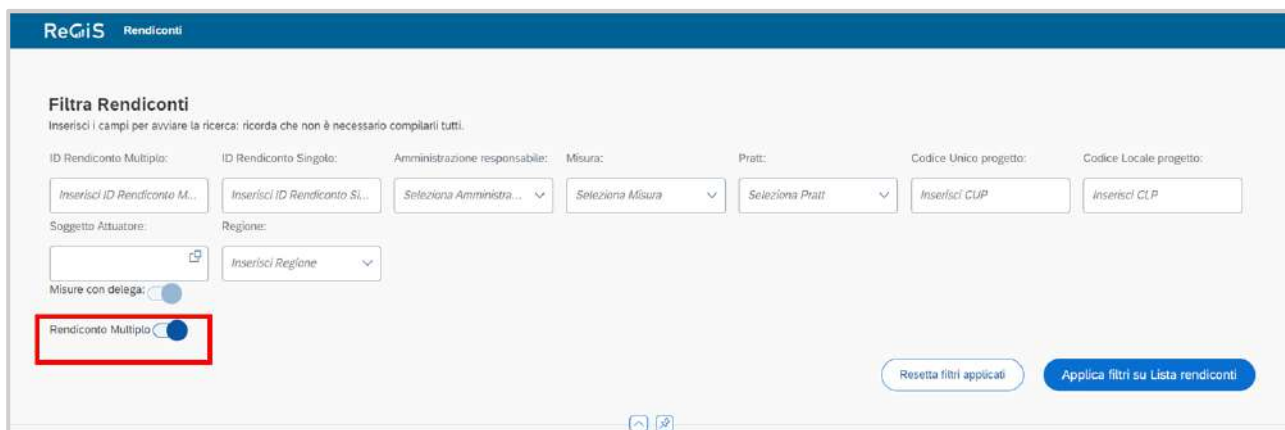 ReGiS Rendiconti
Filtra Rendiconti
Inserisci i campi per avviare la ricerca: ricorda che non è necessario compilarli tutti.
ID Rendiconto Multiplo: ID Rendiconto Singolo: Amministrazione responsabile: Misura: Pratt: Codice Unico progetto: Codice Locale progetto:
Inserisci ID Rendiconto M... Inserisci ID Rendiconto Si... Seleziona Amministra... Seleziona Misura Seleziona Pratt Inserisci CUP Inserisci CLP
Soggetto Attuatore: Regione:
Inserisci Regione
Misure con delega:
Rendiconto Multiplo
Resetta filtri applicati Applica filtri su Lista rendiconti